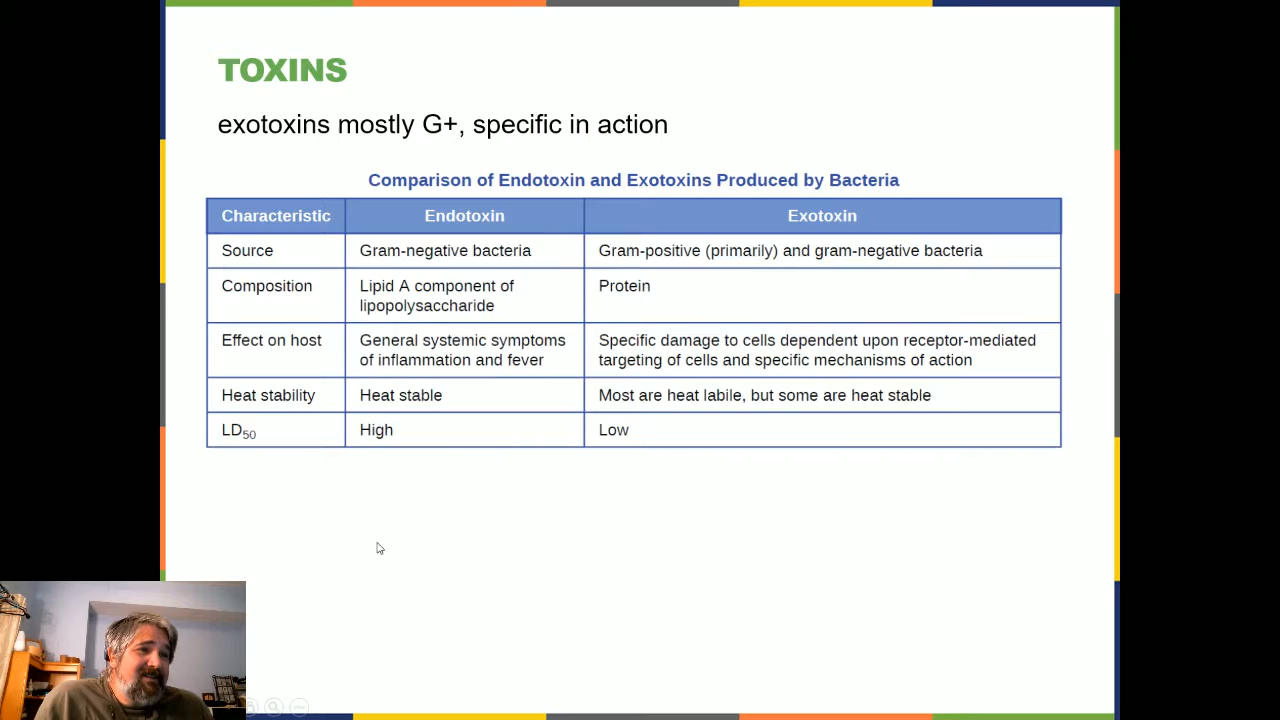 TOXINS
exotoxins mostly G+, specific in action
Comparison of Endotoxin and Exotoxins Produced by Bacteria
Characteristic Endotoxin Exotoxin
Source Gram-negative bacteria Gram-positive (primarily) and gram-negative bacteria
Composition Lipid A component of lipopolysaccharide Protein
Effect on host General systemic symptoms of inflammation and fever Specific damage to cells dependent upon receptor-mediated targeting of cells and specific mechanisms of action
Heat stability Heat stable Most are heat labile, but some are heat stable
LD50 High Low